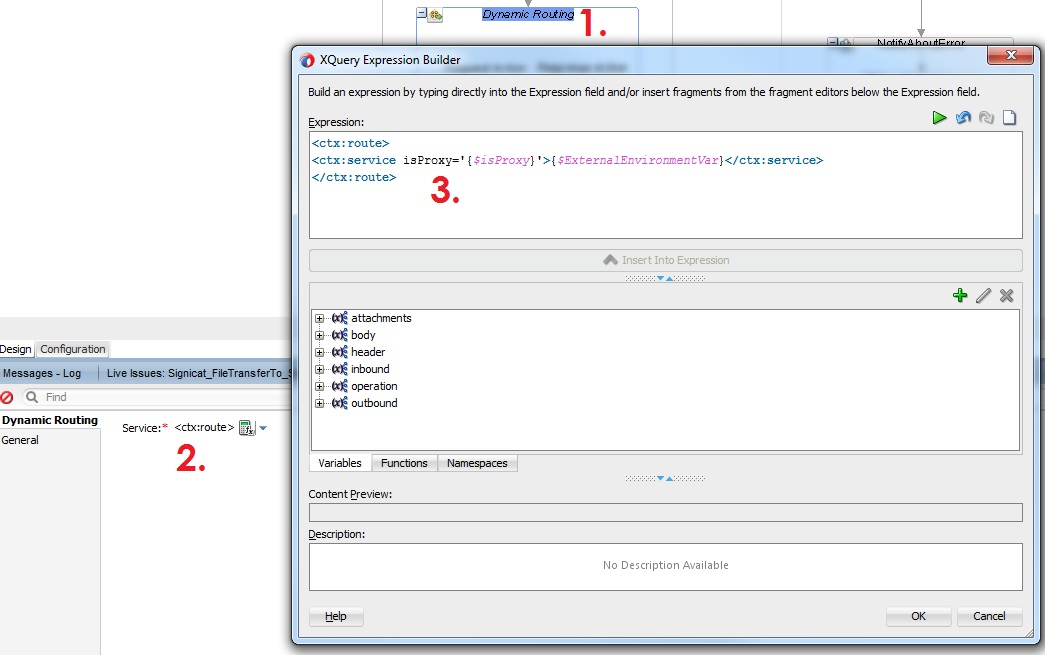 Dynamic Routing
1.
NotifyAboutError
XQuery Expression Builder
Build an expression by typing directly into the Expression field and/or insert fragments from the fragment editors below the Expression field.
Expression:
<ctx:route>
<ctx:service isProxy='{$isProxy}'>{$ExternalEnvironmentVar}</ctx:service>
</ctx:route>
3.
Insert Into Expression
attachments
body
header
inbound
operation
outbound
Variables Functions Namespaces
Content Preview:
Description:
No Description Available
Help OK Cancel
Design Configuration
Messages - Log Live Issues: Signicat_FileTransferTo_S
Find
Dynamic Routing
General
Service:* <ctx:route>
2.